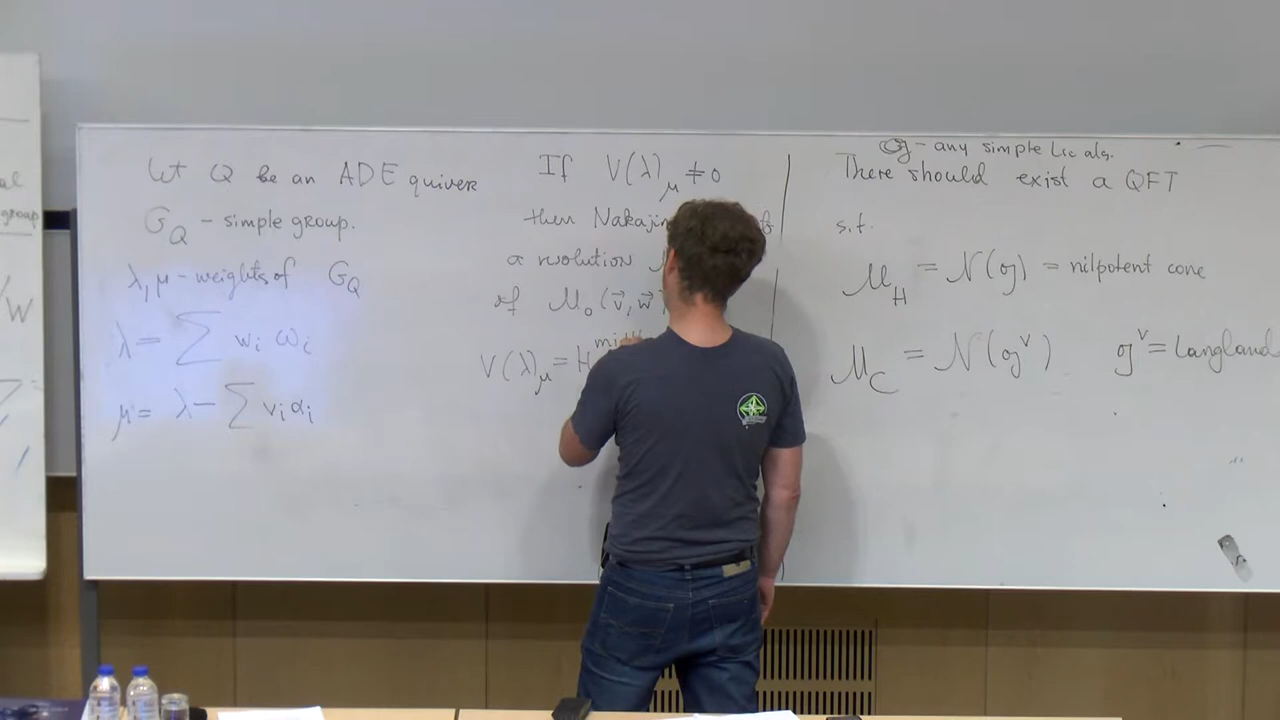 Let Q be an ADE quiver
G_Q - simple group.
λ, μ - weights of G_Q
λ = ∑ w_i ω_i
μ = λ - ∑ v_i α_i
If V(λ)_μ ≠ 0
then
a resolution
of M_0(v⃗, w⃗
V(λ)_μ = H
g - any simple Lie alg.
There should exist a QFT
s.t.
M_H = N(g) = nilpotent cone
M_C = N(g^∨) g^∨ = Langland
group
W